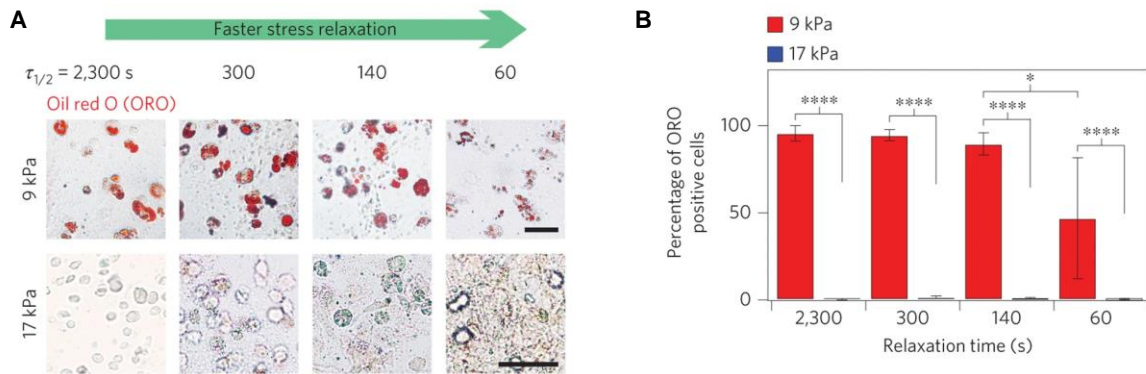 A
Faster stress relaxation
τ1/2 = 2,300 s 300 140 60
Oil red O (ORO)
9 kPa
17 kPa
B
9 kPa
17 kPa
Percentage of ORO
positive cells
100
50
0
****
****
****
*
****
2,300 300 140 60
Relaxation time (s)